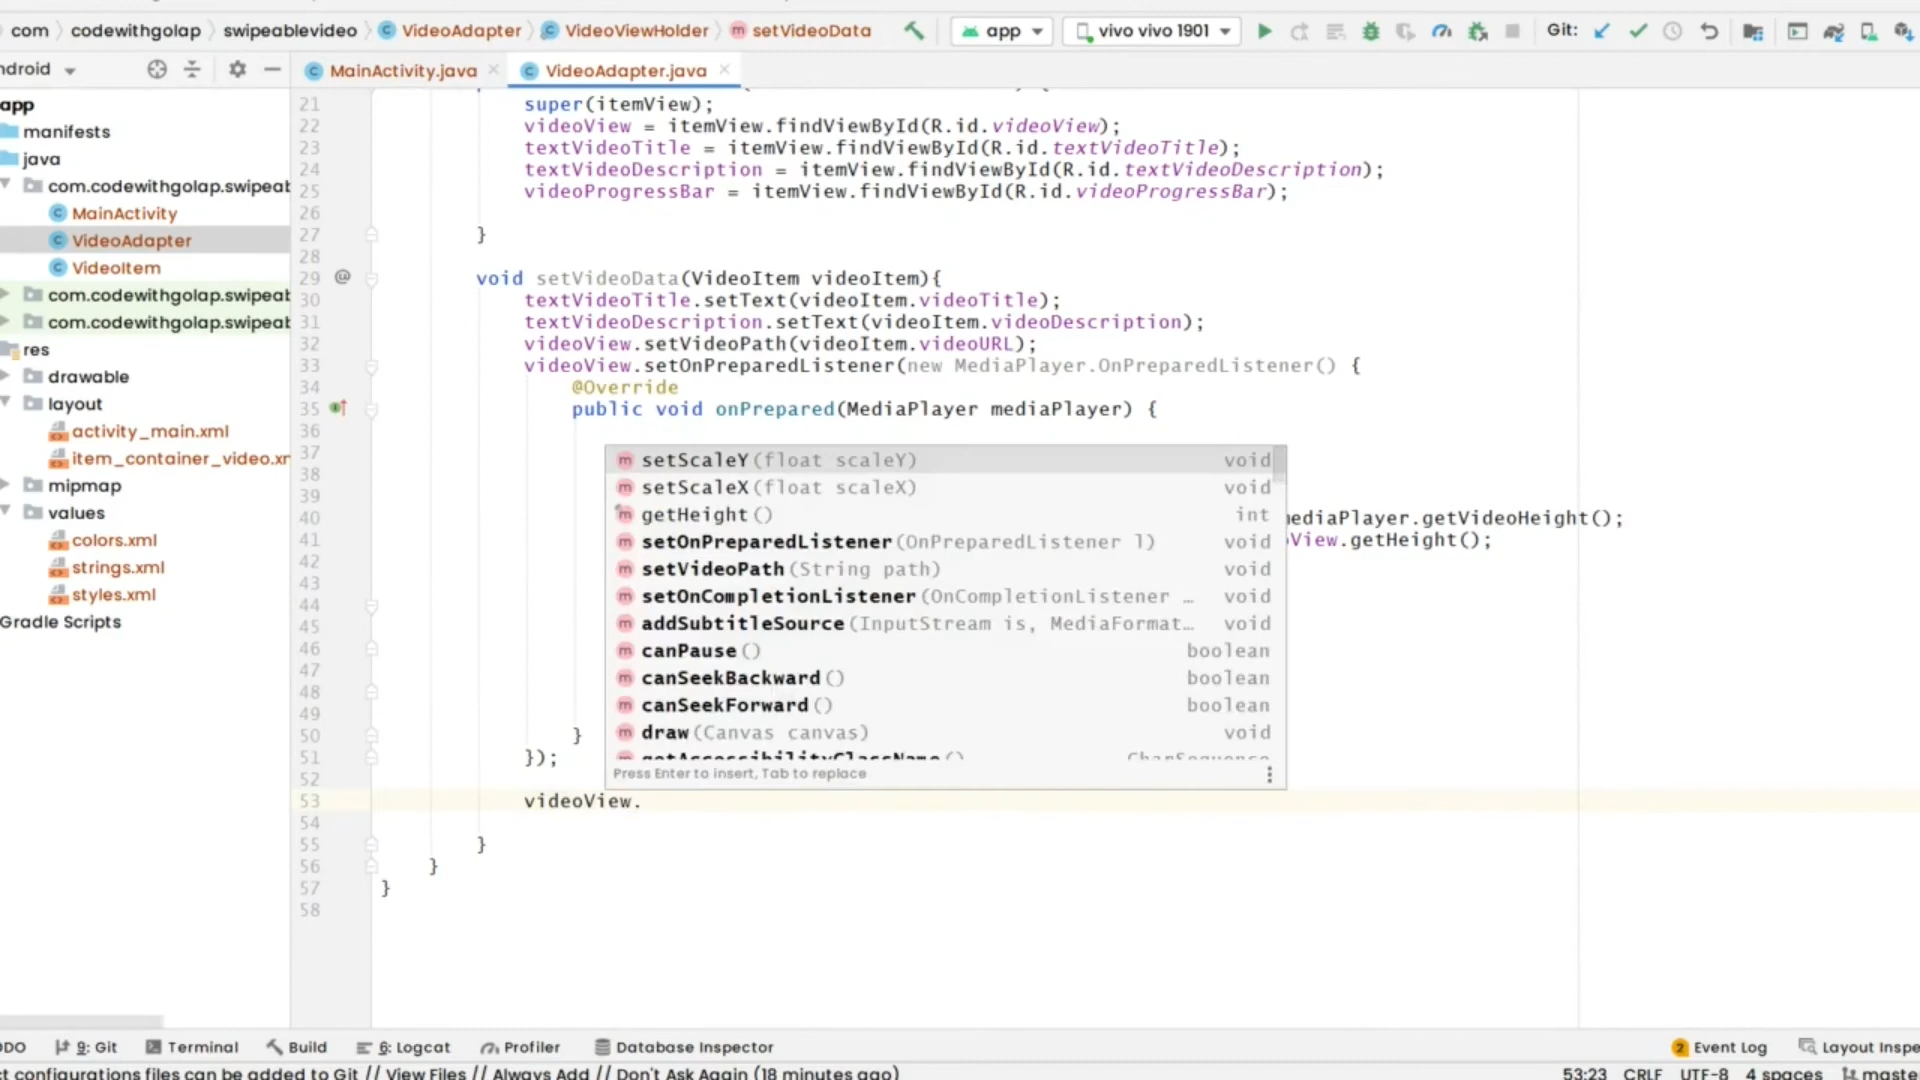 com codewithgolap swipeablevideo VideoAdapter VideoViewHolder setVideoData app vivo vivo 1901 Git:
ndroid MainActivity.java VideoAdapter.java
app
manifests
java
com.codewithgolap.swipeab
MainActivity
VideoAdapter
VideoItem
com.codewithgolap.swipeab
com.codewithgolap.swipeab
res
drawable
layout
activity_main.xml
item_container_video.xr
mipmap
values
colors.xml
strings.xml
styles.xml
Gradle Scripts
21 super(itemView);
22 videoView = itemView.findViewById(R.id.videoView);
23 textVideoTitle = itemView.findViewById(R.id.textVideoTitle);
24 textVideoDescription = itemView.findViewById(R.id.textVideoDescription);
25 videoProgressBar = itemView.findViewById(R.id.videoProgressBar);
26
27 }
28
29 @ void setVideoData(VideoItem videoItem){
30 textVideoTitle.setText(videoItem.videoTitle);
31 textVideoDescription.setText(videoItem.videoDescription);
32 videoView.setVideoPath(videoItem.videoURL);
33 videoView.setOnPreparedListener(new MediaPlayer.OnPreparedListener() {
34 @Override
35 public void onPrepared(MediaPlayer mediaPlayer) {
36
37
38
39
40 mediaPlayer.getVideoHeight();
41 View.getHeight();
42
43
44
45
46
47
48
49
50 }
51 });
52
53 videoView.
54
55 }
56 }
57 }
58
setScaleY(float scaleY) void
setScaleX(float scaleX) void
getHeight() int
setOnPreparedListener(OnPreparedListener l) void
setVideoPath(String path) void
setOnCompletionListener(OnCompletionListener … void
addSubtitleSource(InputStream is, MediaFormat… void
canPause() boolean
canSeekBackward() boolean
canSeekForward() boolean
draw(Canvas canvas) void
getAccessibilityClassName() CharSequence
Press Enter to insert, Tab to replace
ODO 9: Git Terminal Build 6: Logcat Profiler Database Inspector 2 Event Log Layout Inspe
ct configurations files can be added to Git // View Files // Always Add // Don't Ask Again (18 minutes ago) 53:23 CRLF UTF-8 4 spaces master